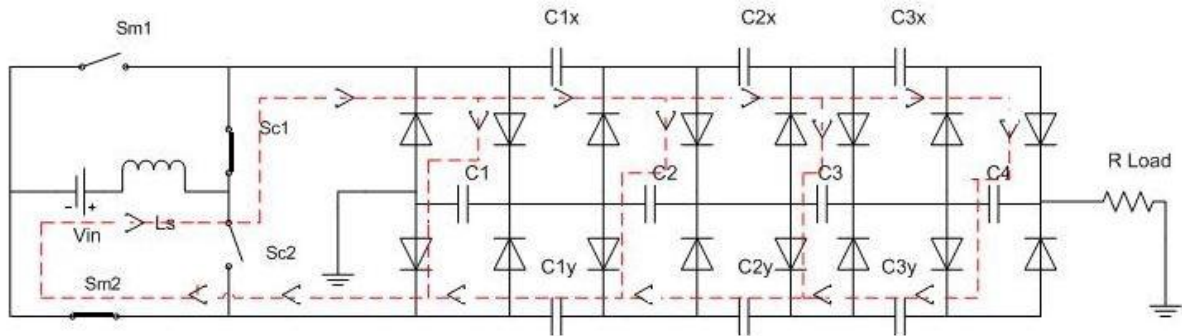 C1x C2x C3x
Sm1
Sc1
R Load
C1 C2 C3 C4
- +
Vin Ls
Sc2
C1y C2y C3y
Sm2